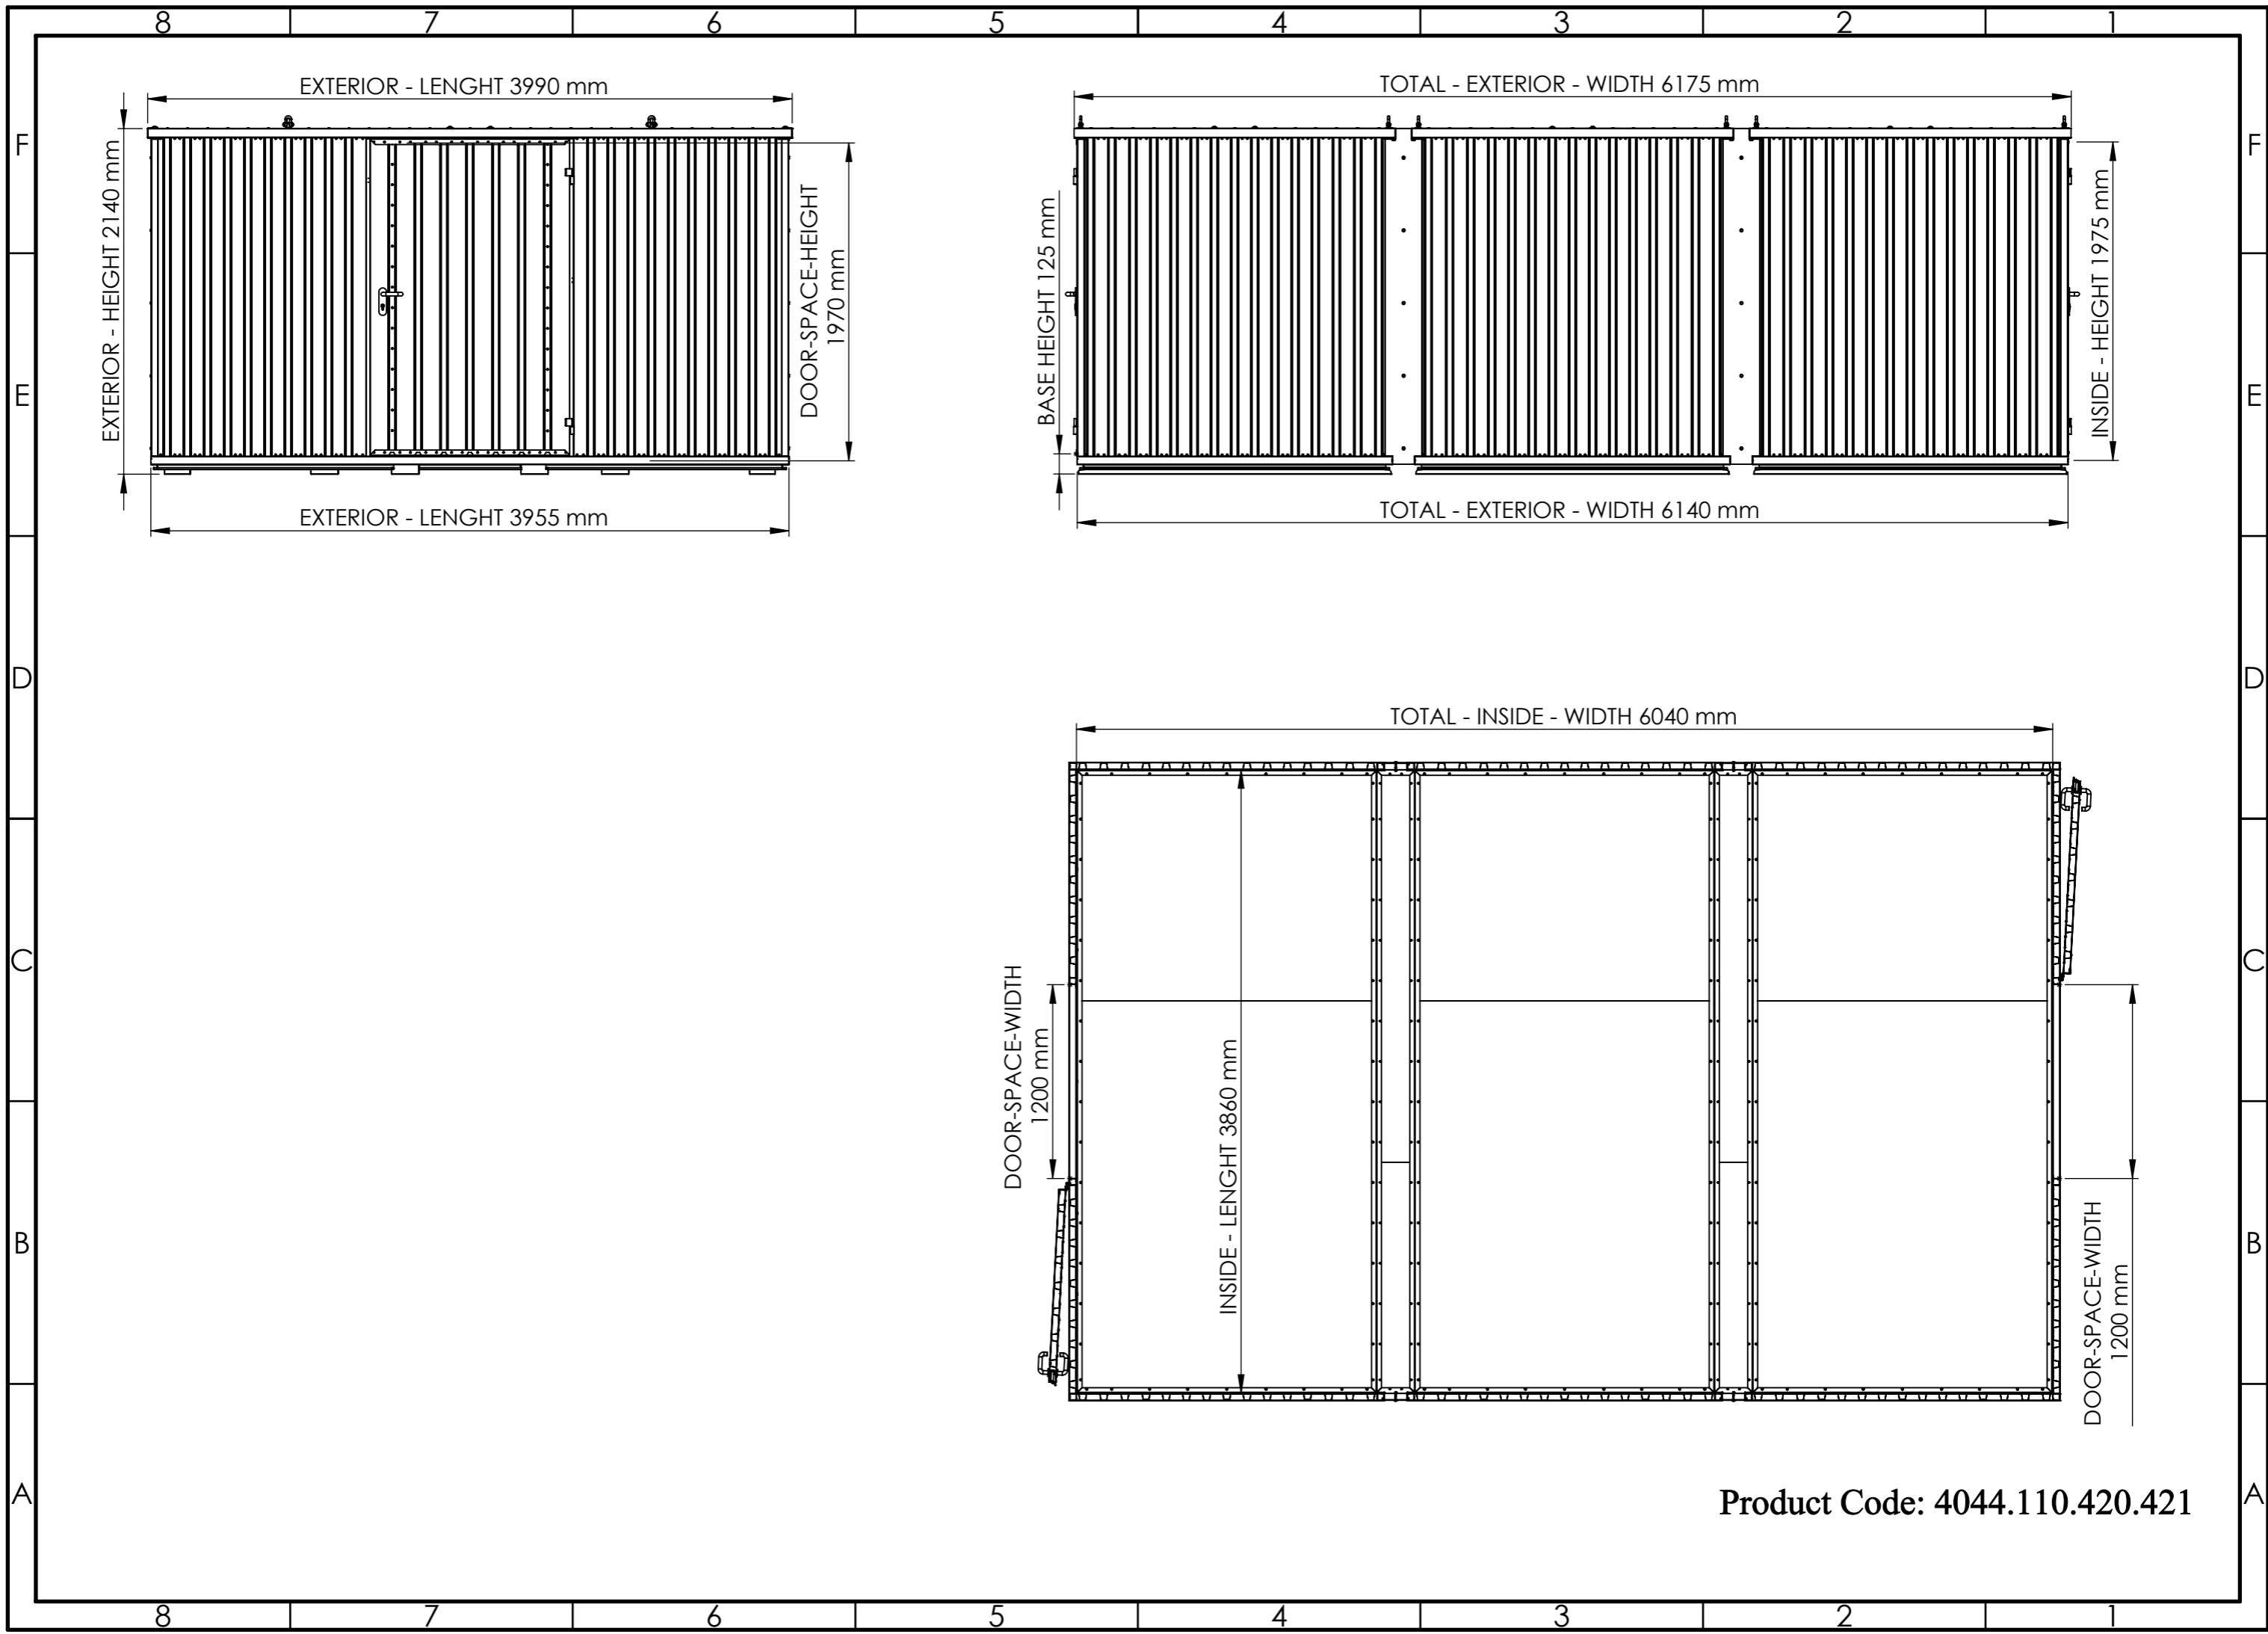 8 7 6 5 4 3 2 1
EXTERIOR - LENGHT 3990 mm
TOTAL - EXTERIOR - WIDTH 6175 mm
F F
EXTERIOR - HEIGHT 2140 mm
DOOR-SPACE-HEIGHT
1970 mm
BASE HEIGHT 125 mm
INSIDE - HEIGHT 1975 mm
E E
EXTERIOR - LENGHT 3955 mm
TOTAL - EXTERIOR - WIDTH 6140 mm
D D
TOTAL - INSIDE - WIDTH 6040 mm
C C
DOOR-SPACE-WIDTH
1200 mm
INSIDE - LENGHT 3860 mm
B B
DOOR-SPACE-WIDTH
1200 mm
A A
Product Code: 4044.110.420.421
8 7 6 5 4 3 2 1